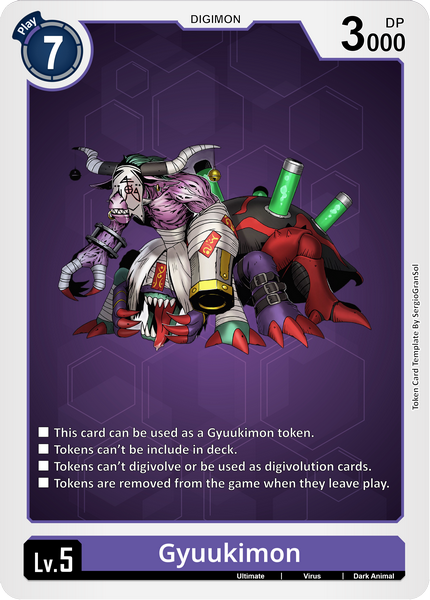 Play
7
DIGIMON
3000
DP
This card can be used as a Gyuukimon token.
Tokens can't be include in deck.
Tokens can't digivolve or be used as digivolution cards.
Tokens are removed from the game when they leave play.
Token Card Template By SergioGranSol
Lv.5
Gyuukimon
Ultimate | Virus | Dark Animal